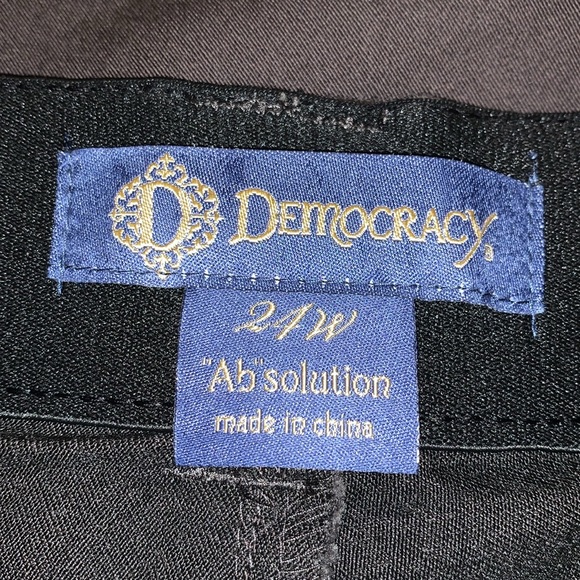 D DEMOCRACY
24W
"Ab"solution
made in china